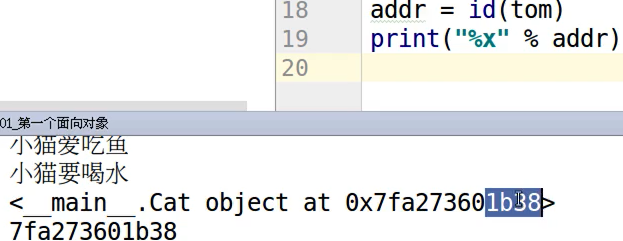 18 addr = id(tom)
19 print("%x" % addr)
20
01_第一个面向对象
小猫爱吃鱼
小猫要喝水
<__main__.Cat object at 0x7fa273601b38>
7fa273601b38